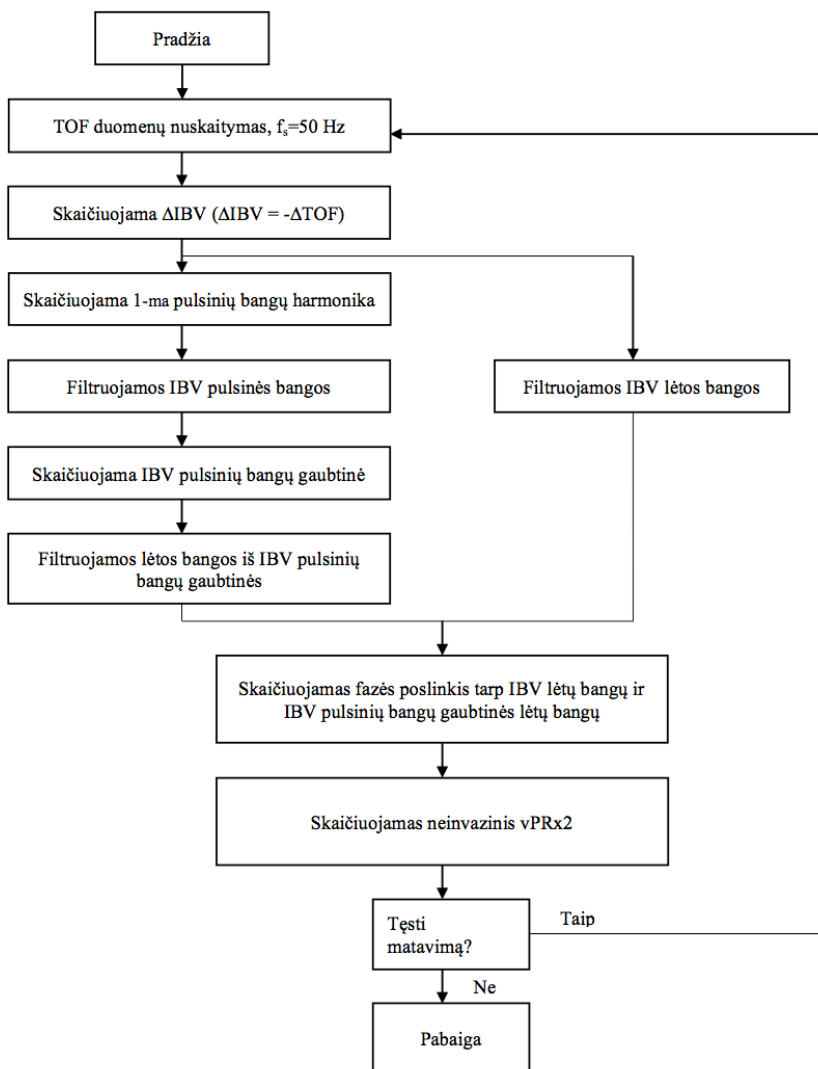 Pradžia
TOF duomenų nuskaitymas, fs=50 Hz
Skaičiuojama ΔIBV (ΔIBV = -ΔTOF)
Skaičiuojama 1-ma pulsinių bangų harmonika
Filtruojamos IBV pulsinės bangos
Filtruojamos IBV lėtos bangos
Skaičiuojama IBV pulsinių bangų gaubtinė
Filtruojamos lėtos bangos iš IBV pulsinių
bangų gaubtinės
Skaičiuojamas fazės poslinkis tarp IBV lėtų bangų ir
IBV pulsinių bangų gaubtinės lėtų bangų
Skaičiuojamas neinvazinis vPRx2
Tęsti
matavimą?
Taip
Ne
Pabaiga